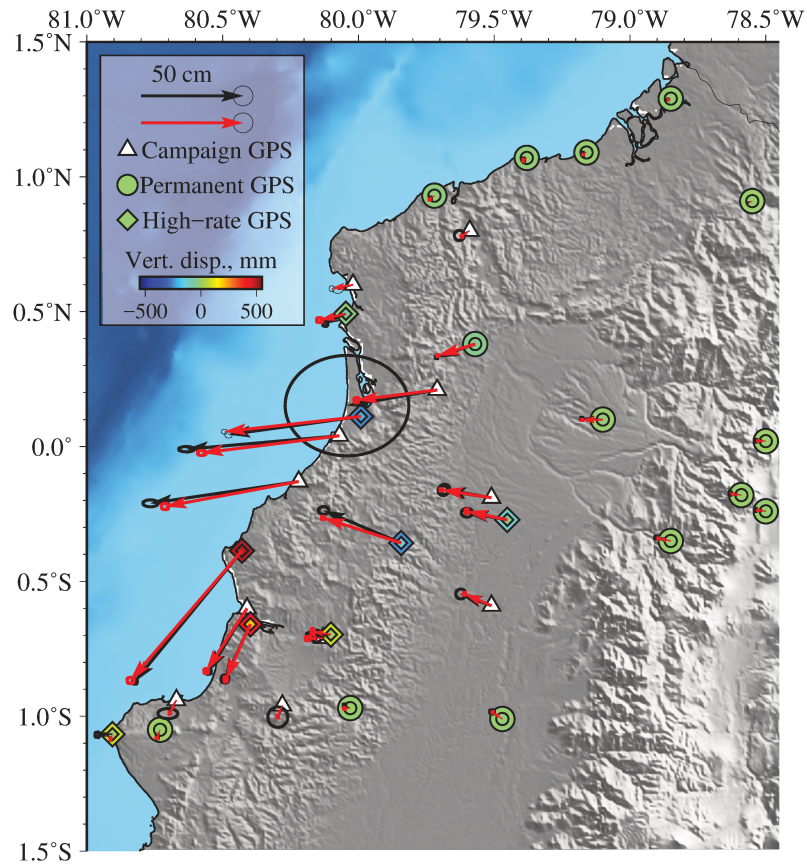 81.0°W 80.5°W 80.0°W 79.5°W 79.0°W 78.5°W
1.5°N
50 cm
Campaign GPS
Permanent GPS
High−rate GPS
Vert. disp., mm
−500 0 500
1.0°N
0.5°N
0.0°
0.5°S
1.0°S
1.5°S